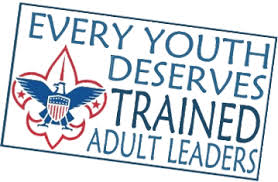 EVERY YOUTH
DESERVES
TRAINED
ADULT LEADERS